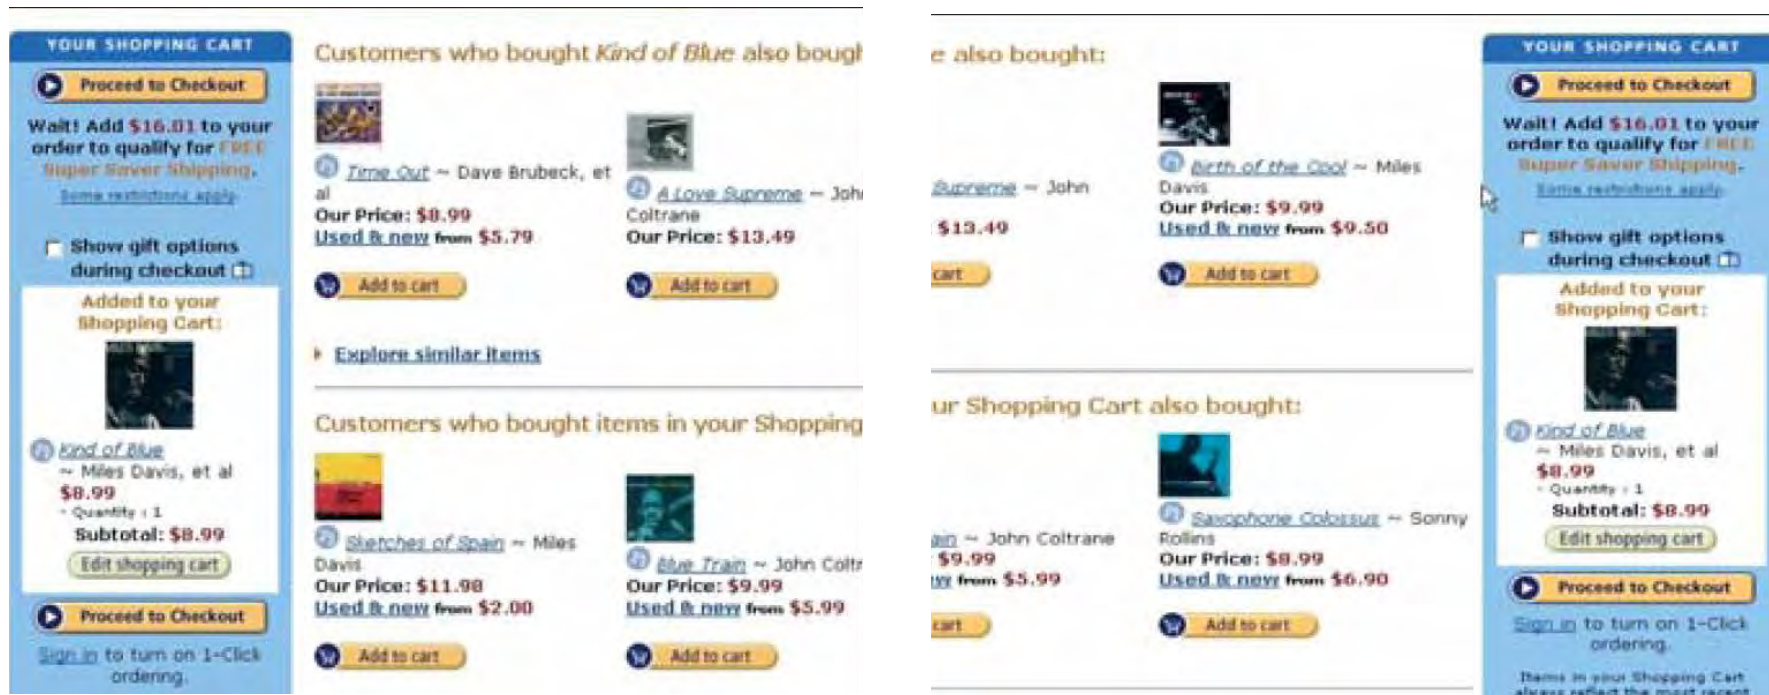 YOUR SHOPPING CART
Proceed to Checkout
Wait! Add $16.01 to your
order to qualify for FREE
Super Saver Shipping.
Some restrictions apply.
Show gift options
during checkout
Added to your
Shopping Cart:
Kind of Blue
~ Miles Davis, et al
$8.99
- Quantity : 1
Subtotal: $8.99
Edit shopping cart
Proceed to Checkout
Sign in to turn on 1-Click
ordering.
Customers who bought Kind of Blue also bough
Time Out ~ Dave Brubeck, et
al
Our Price: $8.99
Used & new from $5.79
Add to cart
A Love Supreme ~ Joh
Coltrane
Our Price: $13.49
Add to cart
Explore similar items
Customers who bought items in your Shopping
Sketches of Spain ~ Miles
Davis
Our Price: $11.98
Used & new from $2.00
Add to cart
Blue Train ~ John Coltr
Our Price: $9.99
Used & new from $5.99
Add to cart
e also bought:
Supreme ~ John
$13.49
cart
Birth of the Cool ~ Miles
Davis
Our Price: $9.99
Used & new from $9.50
Add to cart
ur Shopping Cart also bought:
ain ~ John Coltrane
$9.99
from $5.99
cart
Saxophone Colossus ~ Sonny
Rollins
Our Price: $8.99
Used & new from $6.90
Add to cart
YOUR SHOPPING CART
Proceed to Checkout
Wait! Add $16.01 to your
order to qualify for FREE
Super Saver Shipping.
Some restrictions apply.
Show gift options
during checkout
Added to your
Shopping Cart:
Kind of Blue
~ Miles Davis, et al
$8.99
- Quantity : 1
Subtotal: $8.99
Edit shopping cart
Proceed to Checkout
Sign in to turn on 1-Click
ordering.
Items in your Shopping Cart
always reflect the most recent